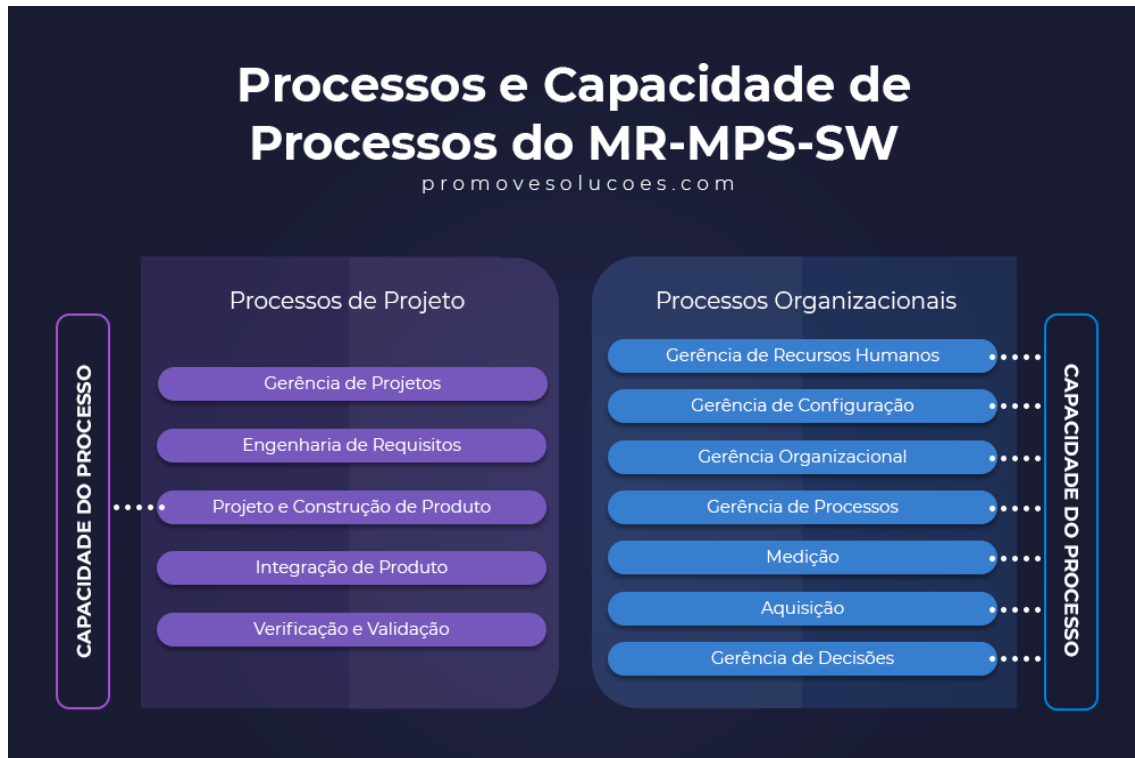 Processos e Capacidade de
Processos do MR-MPS-SW
promovesolucoes.com
CAPACIDADE DO PROCESSO
Processos de Projeto
Gerência de Projetos
Engenharia de Requisitos
Projeto e Construção de Produto
Integração de Produto
Verificação e Validação
Processos Organizacionais
Gerência de Recursos Humanos
Gerência de Configuração
Gerência Organizacional
Gerência de Processos
Medição
Aquisição
Gerência de Decisões
CAPACIDADE DO PROCESSO